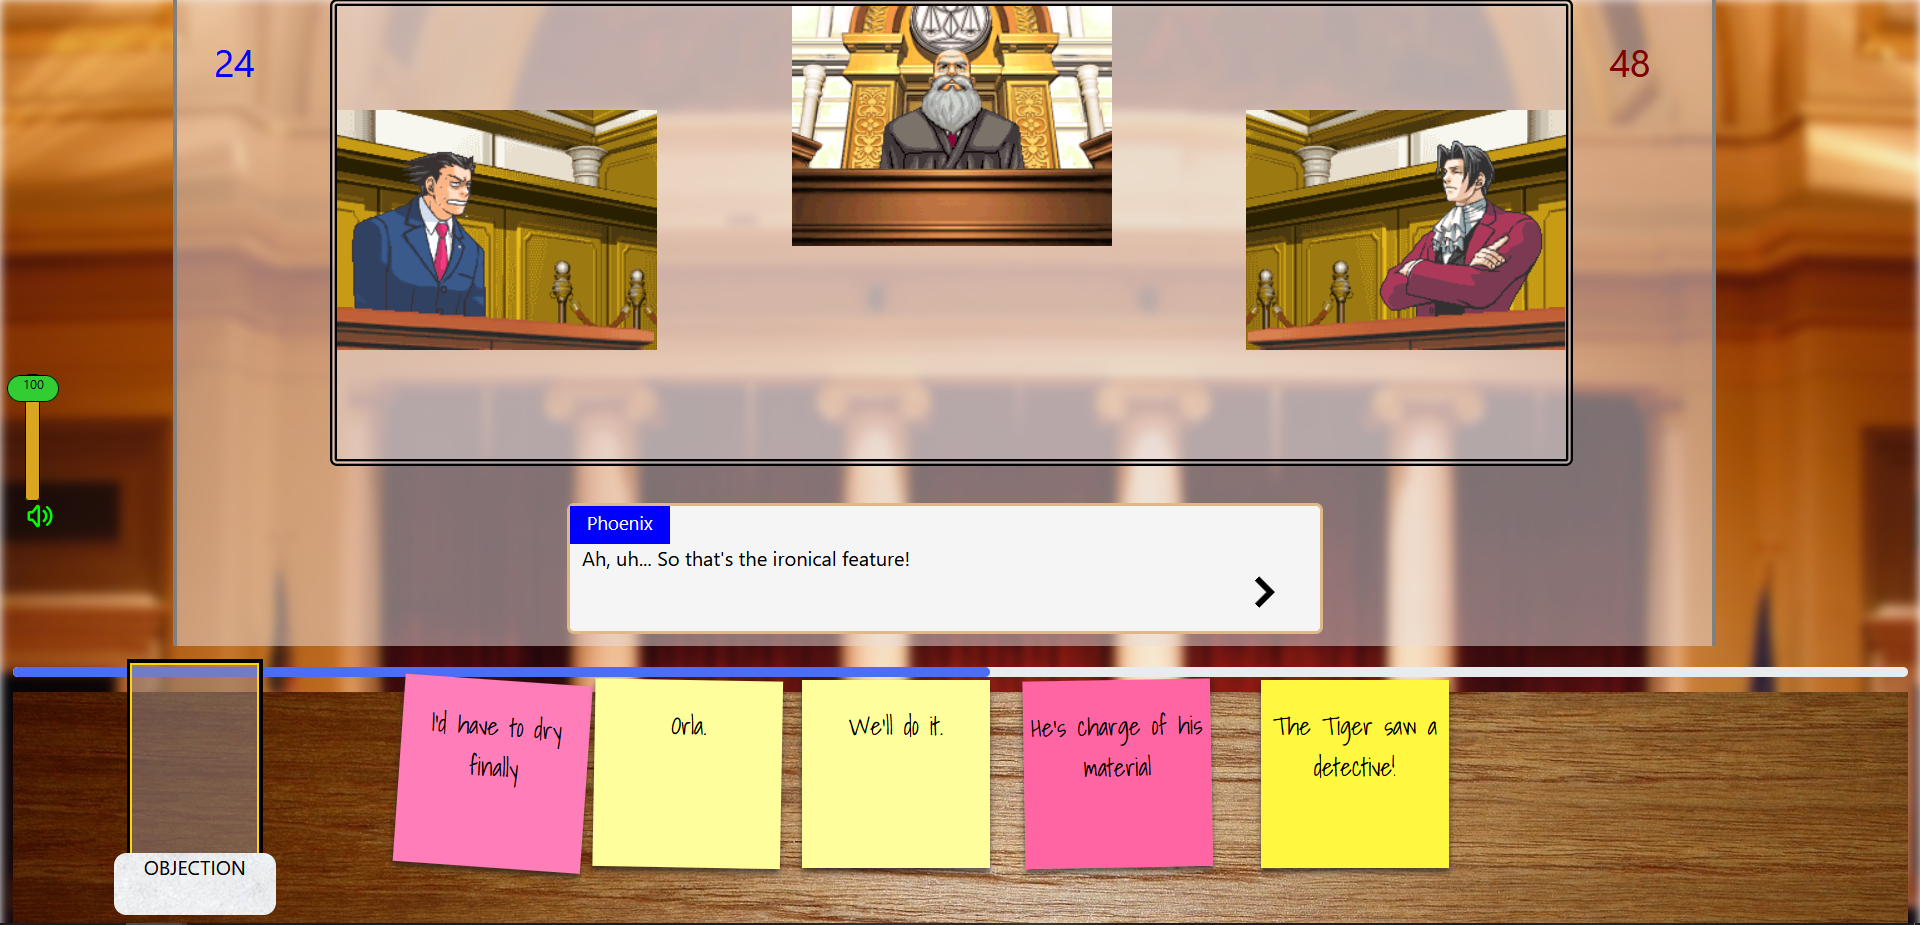 24
48
100
Phoenix
Ah, uh... So that's the ironical feature!
I'd have to dry
finally
Orla.
We'll do it.
He's charge of his
material
The Tiger saw a
detective!
OBJECTION